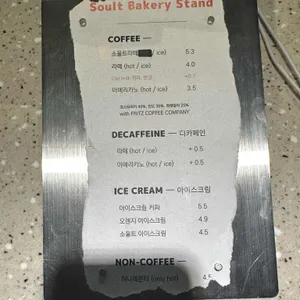 Soult Bakery Stand
COFFEE —
소울트라떼 / ice) 5.3
라떼 (hot / ice) 4.0
아메리카노 (hot / ice) 3.5
with FRITZ COFFEE COMPANY
DECAFFEINE — 디카페인
라떼 (hot / ice) + 0.5
아메리카노 (hot / ice) + 0.5
ICE CREAM — 아이스크림
아이스크림 커피 5.5
오렌지 아이스크림 4.9
소울트 아이스크림 4.5
NON-COFFEE —
(only hot) 4.5